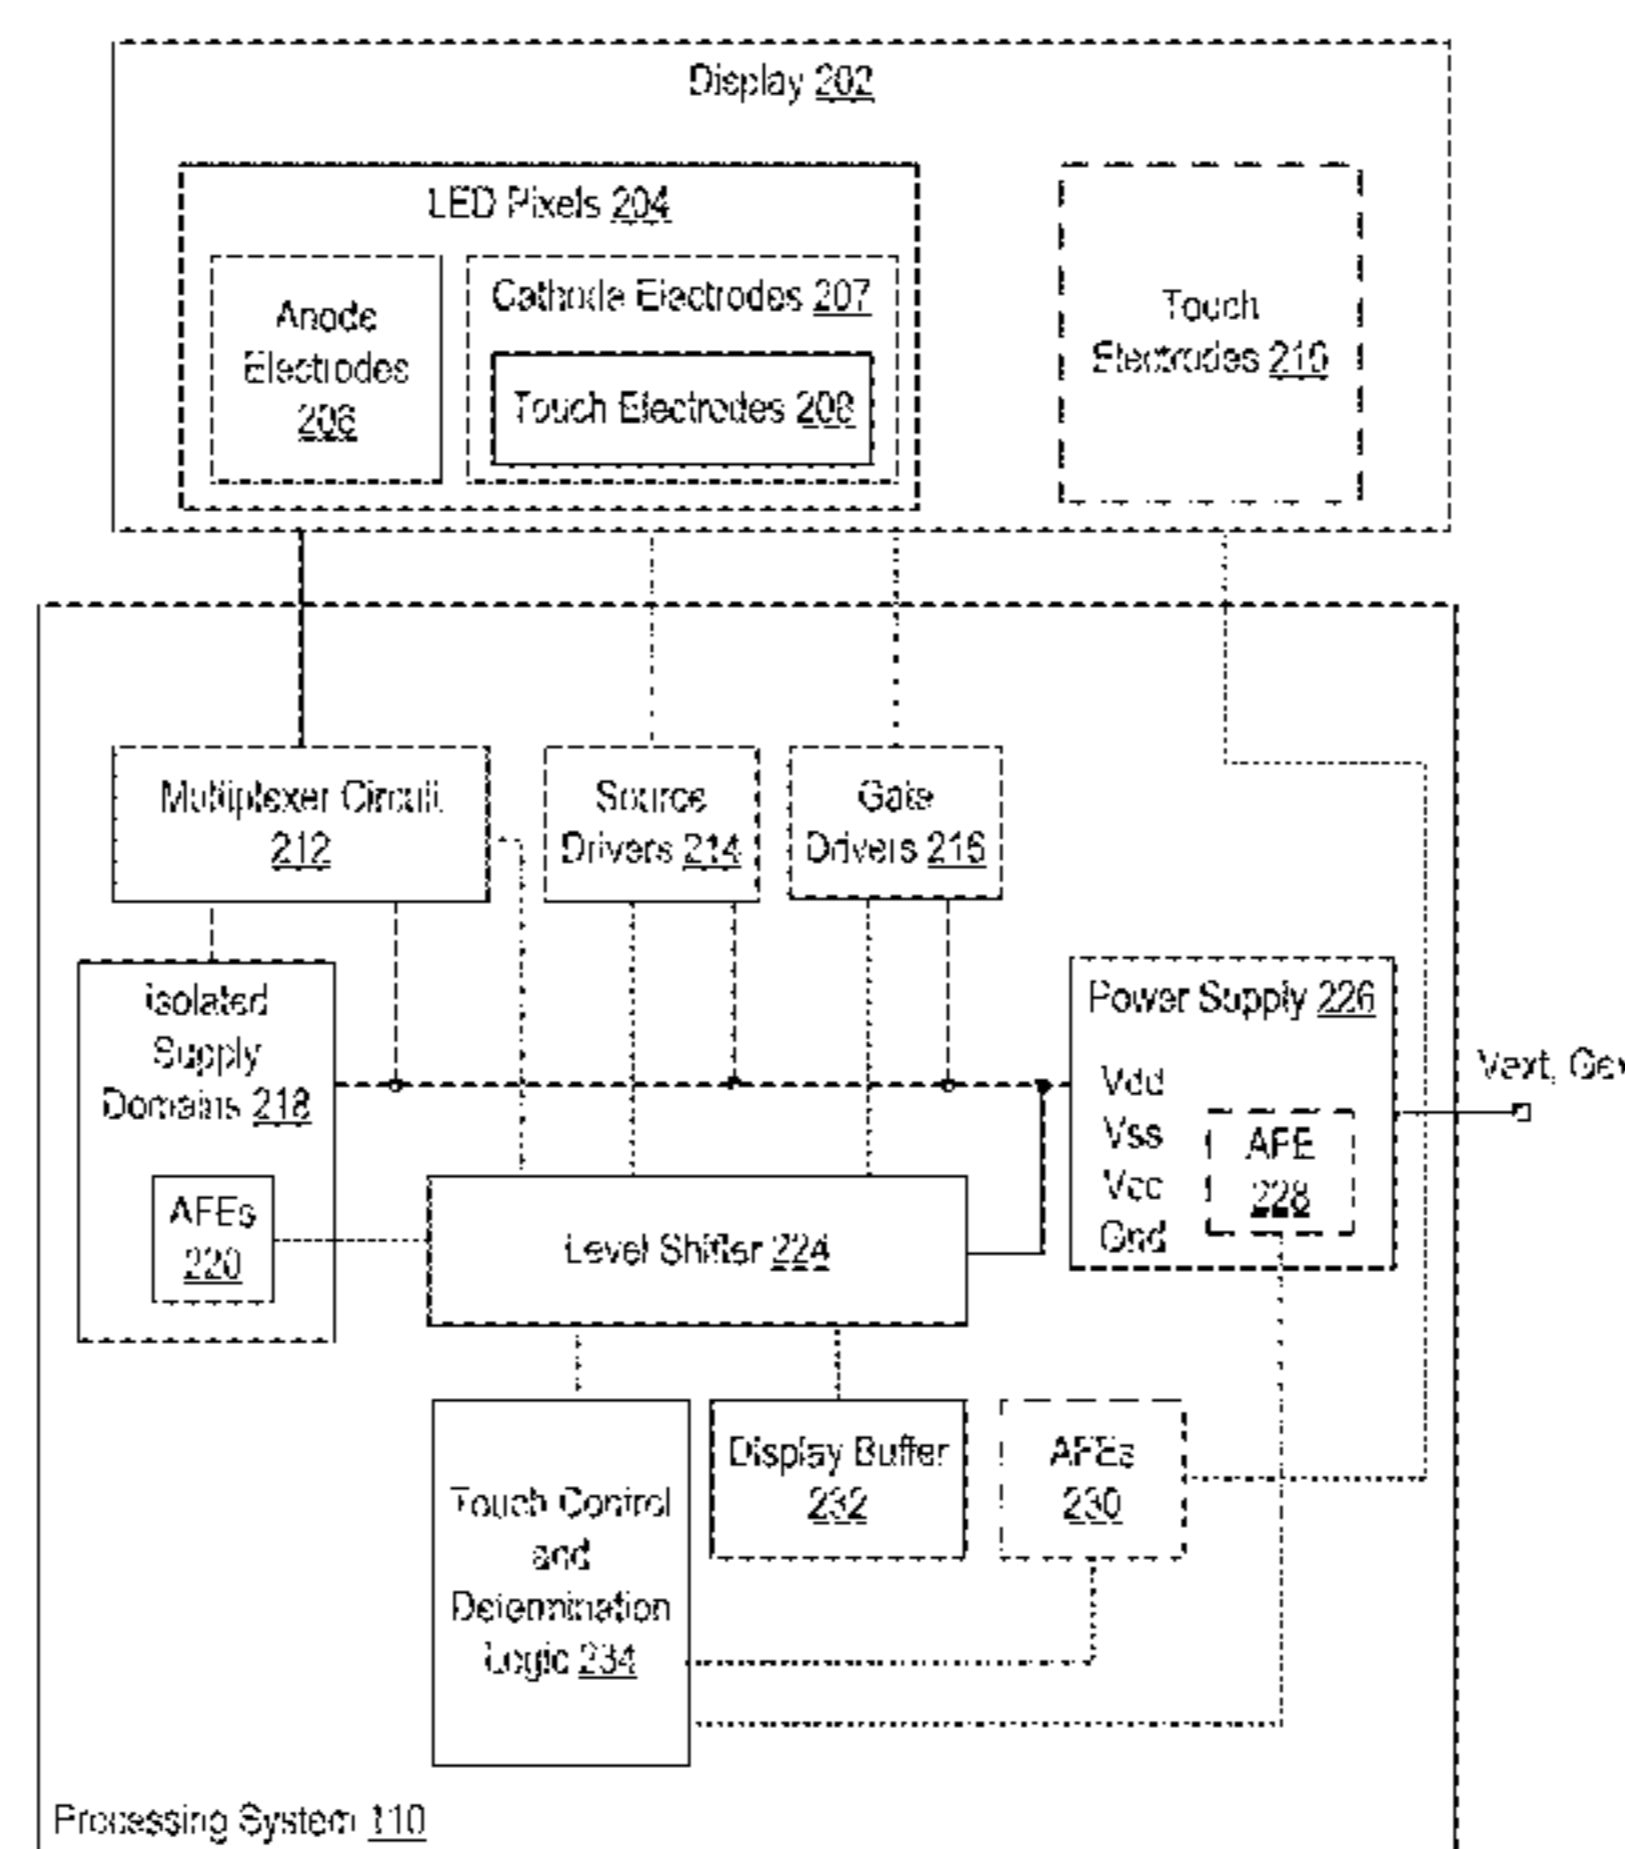 Display 202
LED Pixels 204
Anode
Electrodes
206
Cathode Electrodes 207
Touch Electrodes 208
Touch
Electrodes 210
Multiplexer Circuit
212
Source
Drivers 214
Gate
Drivers 216
Isolated
Supply
Domains 218
AFEs
220
Level Shifter 224
Power Supply 226
Vdd
Vss
Vcc
Gnd
AFE
228
Vext,
Touch Control
and
Determination
Logic 234
Display Buffer
232
AFEs
230
Processing System 110